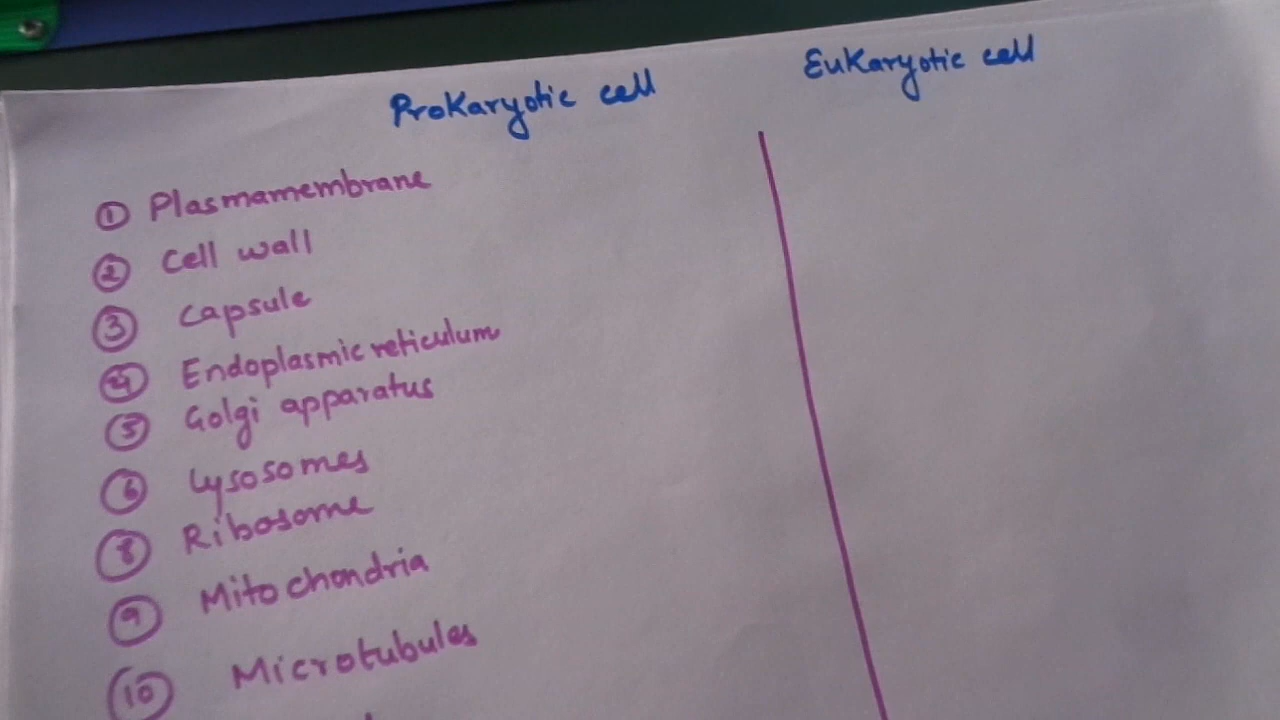 Prokaryotic cell
Eukaryotic cell
① Plasmamembrane
② Cell wall
③ Capsule
④ Endoplasmic reticulum
⑤ Golgi apparatus
⑥ Lysosomes
⑧ Ribosome
⑨ Mitochondria
⑩ Microtubules